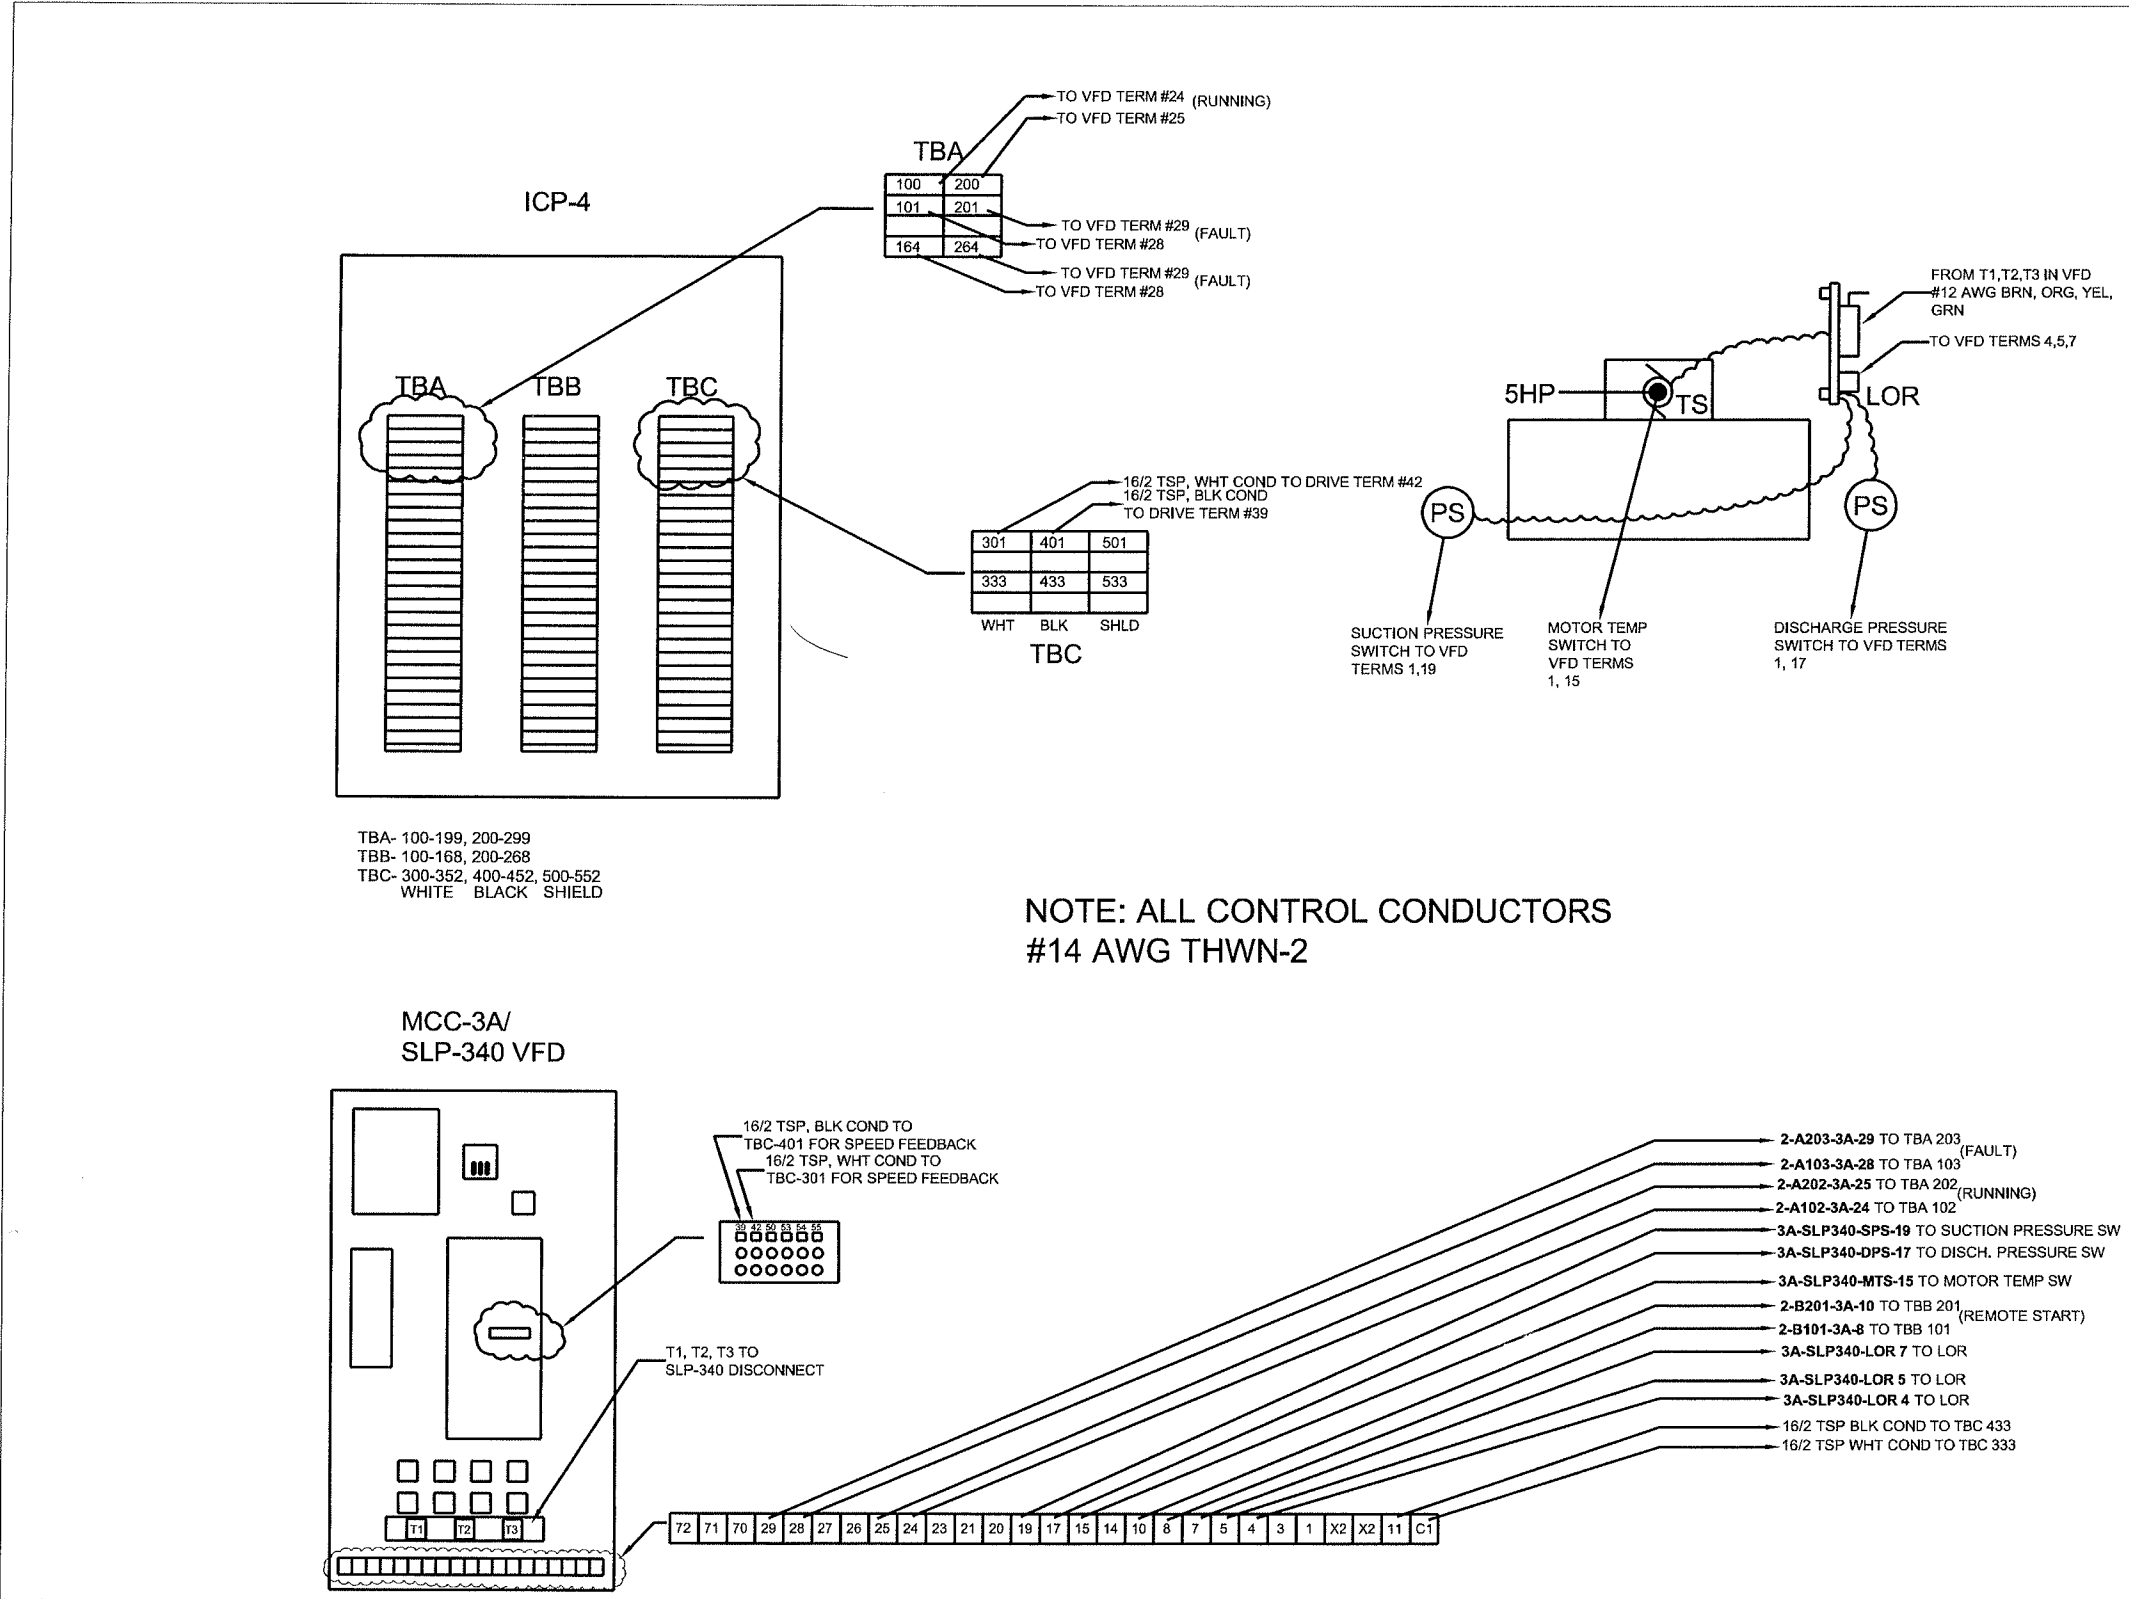 TO VFD TERM #24 (RUNNING)
TO VFD TERM #25
TBA
100 200
101 201
164 264
TO VFD TERM #29 (FAULT)
TO VFD TERM #28
TO VFD TERM #29 (FAULT)
TO VFD TERM #28
ICP-4
TBA TBB TBC
16/2 TSP, WHT COND TO DRIVE TERM #42
16/2 TSP, BLK COND
TO DRIVE TERM #39
301 401 501
333 433 533
WHT BLK SHLD
TBC
FROM T1,T2,T3 IN VFD
#12 AWG BRN, ORG, YEL,
GRN
TO VFD TERMS 4,5,7
5HP
TS
LOR
PS
PS
SUCTION PRESSURE
SWITCH TO VFD
TERMS 1,19
MOTOR TEMP
SWITCH TO
VFD TERMS
1, 15
DISCHARGE PRESSURE
SWITCH TO VFD TERMS
1, 17
TBA- 100-199, 200-299
TBB- 100-168, 200-268
TBC- 300-352, 400-452, 500-552
WHITE BLACK SHIELD
NOTE: ALL CONTROL CONDUCTORS
#14 AWG THWN-2
MCC-3A/
SLP-340 VFD
16/2 TSP, BLK COND TO
TBC-401 FOR SPEED FEEDBACK
16/2 TSP, WHT COND TO
TBC-301 FOR SPEED FEEDBACK
39 42 50 53 54 55
T1, T2, T3 TO
SLP-340 DISCONNECT
T1 T2 T3
2-A203-3A-29 TO TBA 203 (FAULT)
2-A103-3A-28 TO TBA 103
2-A202-3A-25 TO TBA 202 (RUNNING)
2-A102-3A-24 TO TBA 102
3A-SLP340-SPS-19 TO SUCTION PRESSURE SW
3A-SLP340-DPS-17 TO DISCH. PRESSURE SW
3A-SLP340-MTS-15 TO MOTOR TEMP SW
2-B201-3A-10 TO TBB 201 (REMOTE START)
2-B101-3A-8 TO TBB 101
3A-SLP340-LOR 7 TO LOR
3A-SLP340-LOR 5 TO LOR
3A-SLP340-LOR 4 TO LOR
16/2 TSP BLK COND TO TBC 433
16/2 TSP WHT COND TO TBC 333
72 71 70 29 28 27 26 25 24 23 21 20 19 17 15 14 10 8 7 5 4 3 1 X2 X2 11 C1